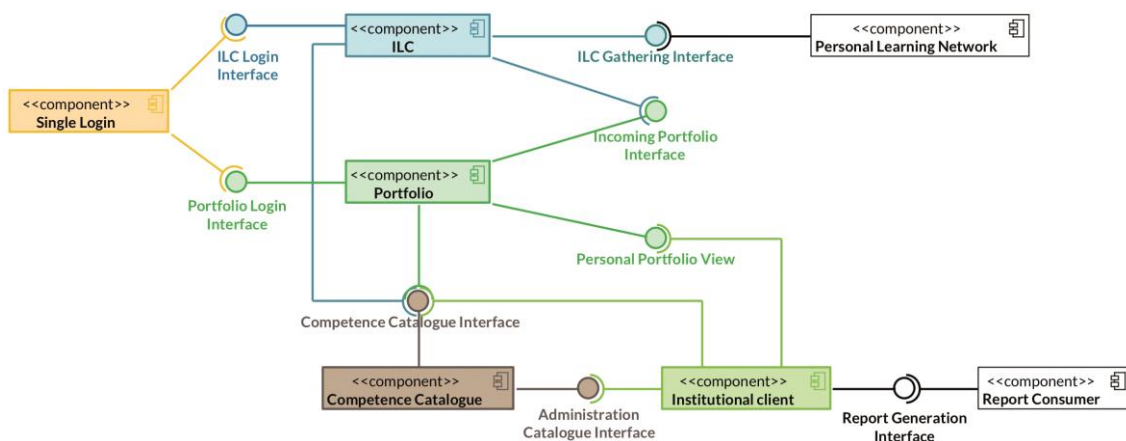 <<component>>
ILC
<<component>>
Personal Learning Network
ILC Login
Interface
ILC Gathering Interface
<<component>>
Single Login
Incoming Portfolio
Interface
<<component>>
Portfolio
Portfolio Login
Interface
Personal Portfolio View
Competence Catalogue Interface
<<component>>
Competence Catalogue
<<component>>
Institutional client
<<component>>
Report Consumer
Administration
Catalogue Interface
Report Generation
Interface